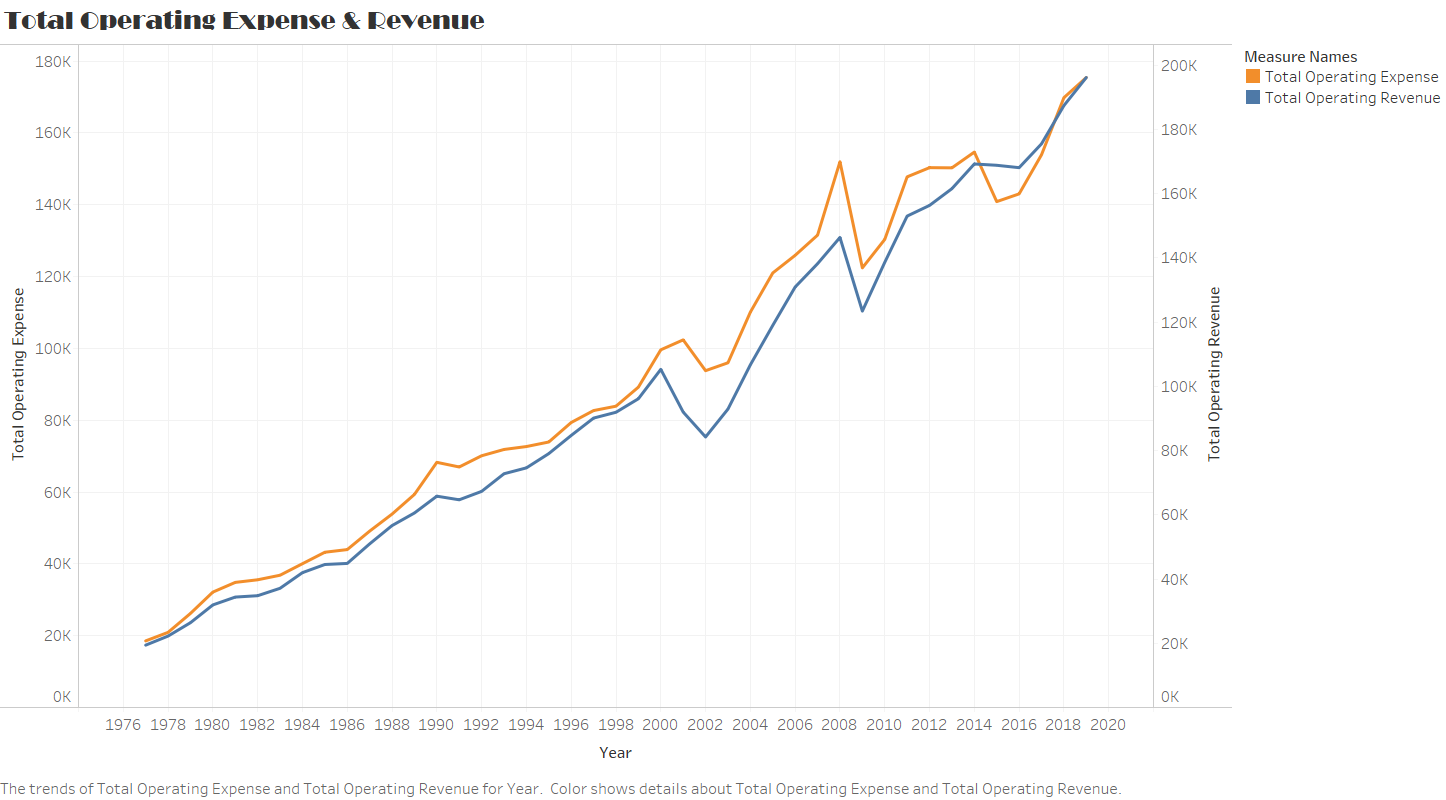 Total Operating Expense & Revenue
Measure Names
Total Operating Expense
Total Operating Revenue
Total Operating Expense
180K
160K
140K
120K
100K
80K
60K
40K
20K
0K
200K
180K
160K
140K
120K
100K
80K
60K
40K
20K
0K
Total Operating Revenue
1976 1978 1980 1982 1984 1986 1988 1990 1992 1994 1996 1998 2000 2002 2004 2006 2008 2010 2012 2014 2016 2018 2020
Year
The trends of Total Operating Expense and Total Operating Revenue for Year. Color shows details about Total Operating Expense and Total Operating Revenue.